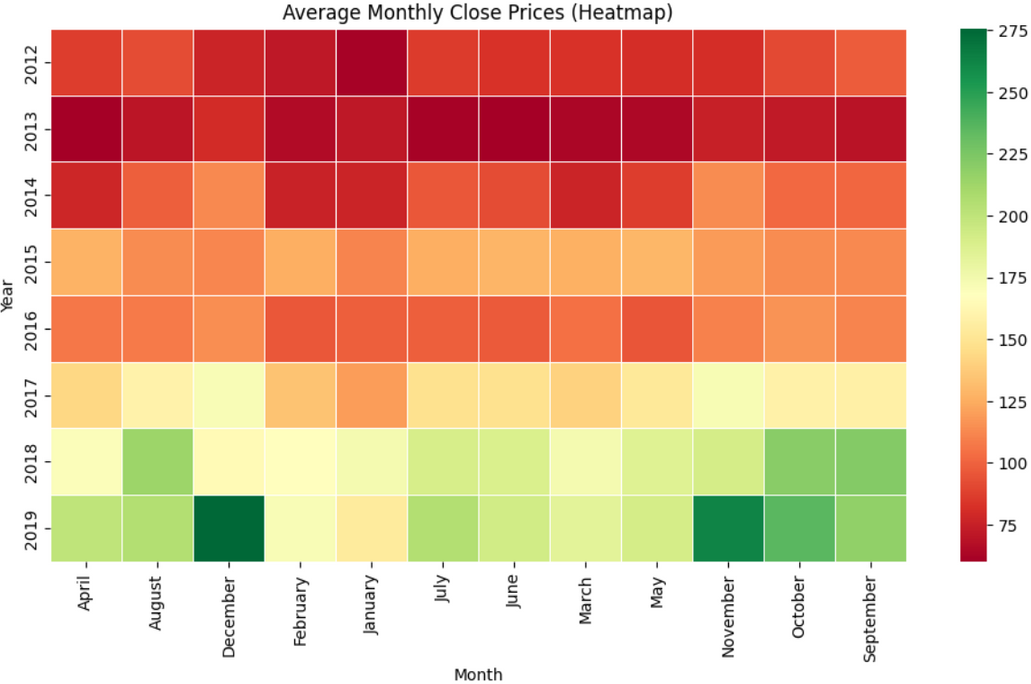 Average Monthly Close Prices (Heatmap)
Year
2012
2013
2014
2015
2016
2017
2018
2019
April
August
December
February
January
July
June
March
May
November
October
September
Month
275
250
225
200
175
150
125
100
75